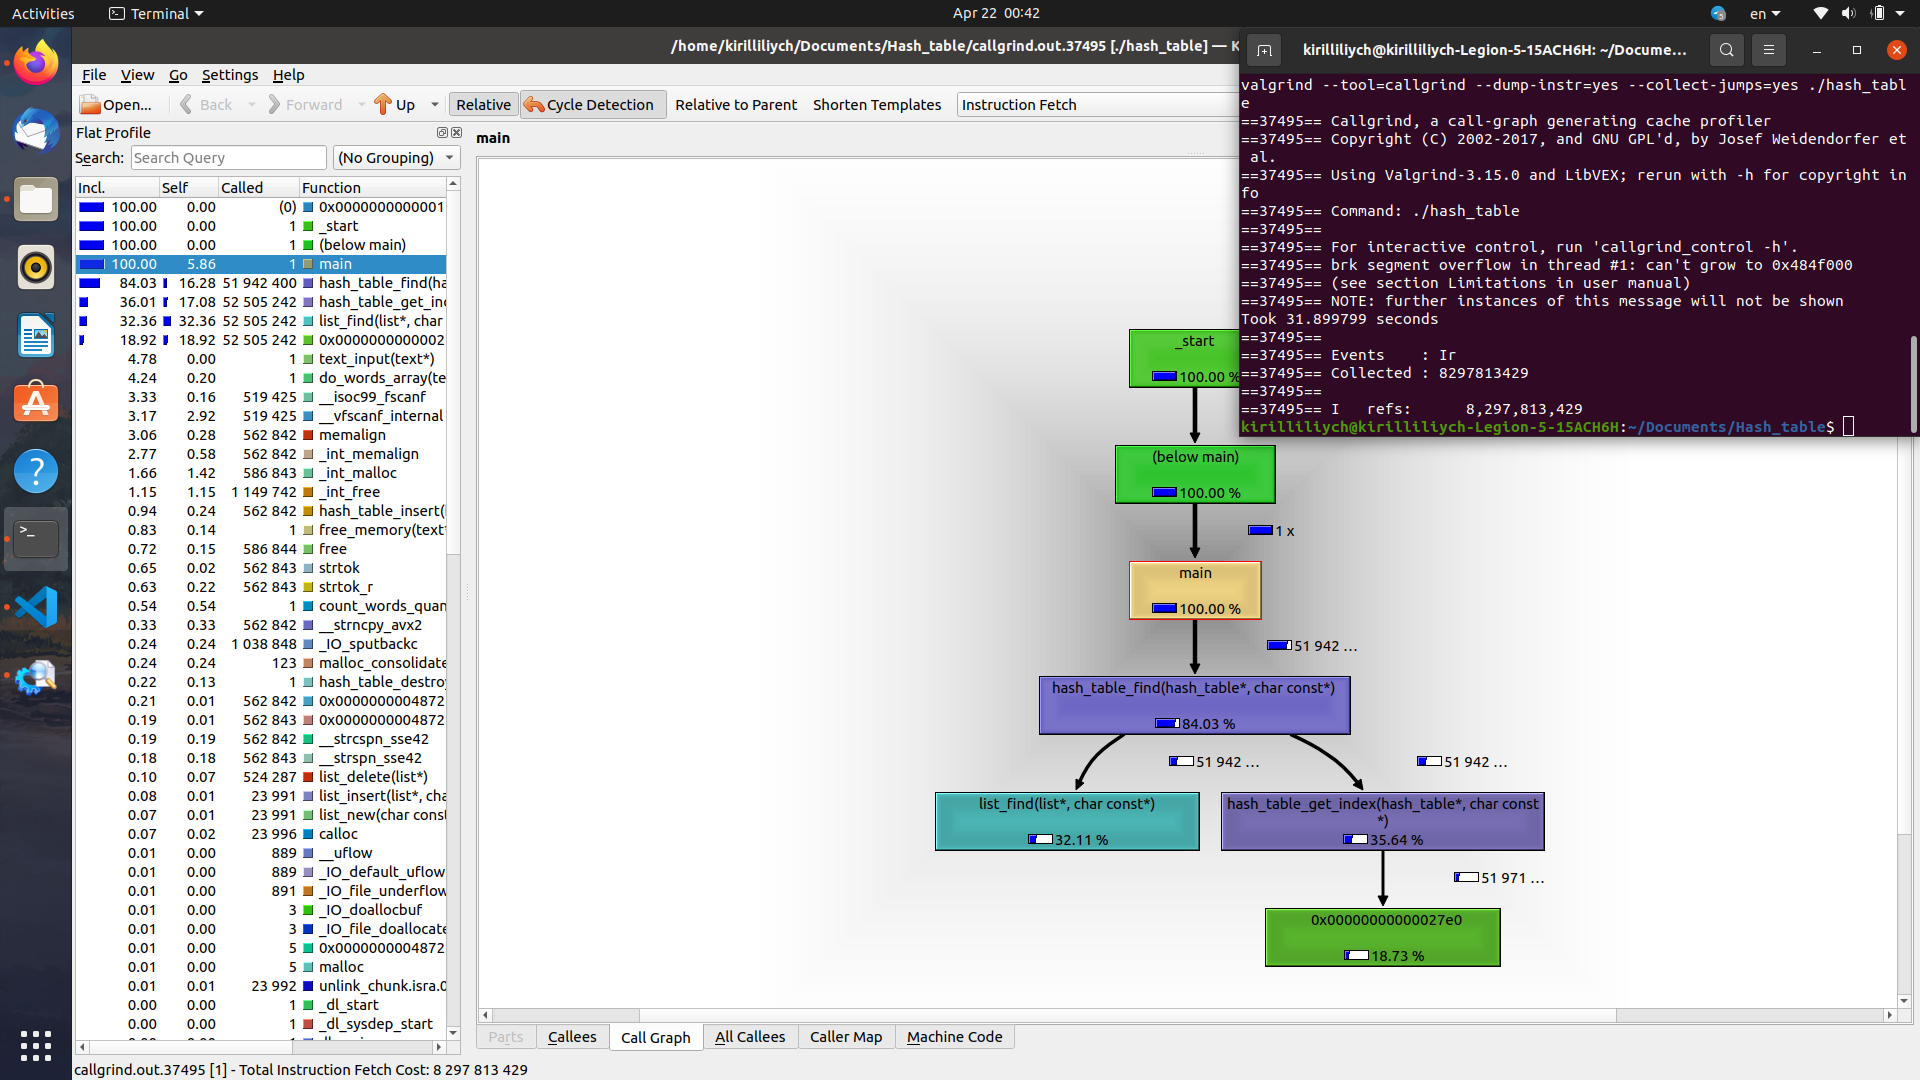 Activities
Terminal
Apr 22 00:42
en
/home/kirilliliych/Documents/Hash_table/callgrind.out.37495 [./hash_table] — K
File View Go Settings Help
Open... Back Forward Up Relative Cycle Detection Relative to Parent Shorten Templates Instruction Fetch
Flat Profile
Search: Search Query (No Grouping)
Incl. Self Called Function
100.00 0.00 (0) 0x0000000000001
100.00 0.00 1 _start
100.00 0.00 1 (below main)
100.00 5.86 1 main
84.03 16.28 51 942 400 hash_table_find(ha
36.01 17.08 52 505 242 hash_table_get_in
32.36 32.36 52 505 242 list_find(list*, char
18.92 18.92 52 505 242 0x0000000000002
4.78 0.00 1 text_input(text*)
4.24 0.20 1 do_words_array(te
3.33 0.16 519 425 __isoc99_fscanf
3.17 2.92 519 425 __vfscanf_internal
3.06 0.28 562 842 memalign
2.77 0.58 562 842 _int_memalign
1.66 1.42 586 843 _int_malloc
1.15 1.15 1 149 742 _int_free
0.94 0.24 562 842 hash_table_insert(
0.83 0.14 1 free_memory(text
0.72 0.15 586 844 free
0.65 0.02 562 843 strtok
0.63 0.22 562 843 strtok_r
0.54 0.54 1 count_words_quan
0.33 0.33 562 842 __strncpy_avx2
0.24 0.24 1 038 848 _IO_sputbackc
0.24 0.24 123 malloc_consolidate
0.22 0.13 1 hash_table_destro
0.21 0.01 562 842 0x0000000004872
0.19 0.01 562 843 0x0000000004872
0.19 0.19 562 842 __strcspn_sse42
0.18 0.18 562 842 __strspn_sse42
0.10 0.07 524 287 list_delete(list*)
0.08 0.01 23 991 list_insert(list*, cha
0.07 0.01 23 991 list_new(char cons
0.07 0.02 23 996 calloc
0.01 0.00 889 __uflow
0.01 0.00 889 _IO_default_uflow
0.01 0.00 891 _IO_file_underflow
0.01 0.00 3 _IO_doallocbuf
0.01 0.00 3 _IO_file_doallocate
0.01 0.00 5 0x0000000004872
0.01 0.00 5 malloc
0.01 0.01 23 992 unlink_chunk.isra.0
0.00 0.00 1 _dl_start
0.00 0.00 1 _dl_sysdep_start
main
_start
100.00 %
(below main)
100.00 %
1 x
main
100.00 %
51 942 ...
hash_table_find(hash_table*, char const*)
84.03 %
51 942 ...
51 942 ...
list_find(list*, char const*)
32.11 %
hash_table_get_index(hash_table*, char const
*)
35.64 %
51 971 ...
0x00000000000027e0
18.73 %
Parts Callees Call Graph All Callees Caller Map Machine Code
callgrind.out.37495 [1] - Total Instruction Fetch Cost: 8 297 813 429
kirilliliych@kirilliliych-Legion-5-15ACH6H: ~/Docume...
valgrind --tool=callgrind --dump-instr=yes --collect-jumps=yes ./hash_tabl
e
==37495== Callgrind, a call-graph generating cache profiler
==37495== Copyright (C) 2002-2017, and GNU GPL'd, by Josef Weidendorfer et
al.
==37495== Using Valgrind-3.15.0 and LibVEX; rerun with -h for copyright in
fo
==37495== Command: ./hash_table
==37495==
==37495== For interactive control, run 'callgrind_control -h'.
==37495== brk segment overflow in thread #1: can't grow to 0x484f000
==37495== (see section Limitations in user manual)
==37495== NOTE: further instances of this message will not be shown
Took 31.899799 seconds
==37495==
==37495== Events : Ir
==37495== Collected : 8297813429
==37495==
==37495== I refs: 8,297,813,429
kirilliliych@kirilliliych-Legion-5-15ACH6H:~/Documents/Hash_table$